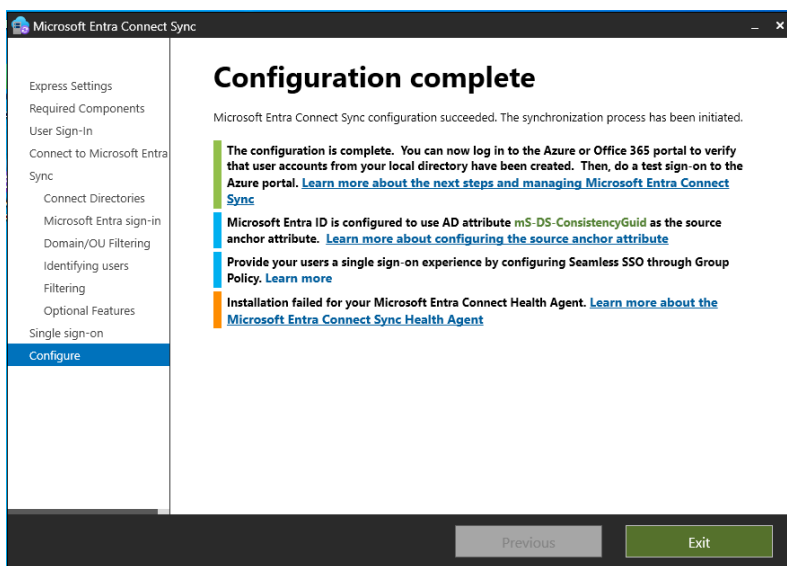 Microsoft Entra Connect Sync
Express Settings
Required Components
User Sign-In
Connect to Microsoft Entra
Sync
Connect Directories
Microsoft Entra sign-in
Domain/OU Filtering
Identifying users
Filtering
Optional Features
Single sign-on
Configure
Configuration complete
Microsoft Entra Connect Sync configuration succeeded. The synchronization process has been initiated.
The configuration is complete. You can now log in to the Azure or Office 365 portal to verify
that user accounts from your local directory have been created. Then, do a test sign-on to the
Azure portal. Learn more about the next steps and managing Microsoft Entra Connect
Sync
Microsoft Entra ID is configured to use AD attribute mS-DS-ConsistencyGuid as the source
anchor attribute. Learn more about configuring the source anchor attribute
Provide your users a single sign-on experience by configuring Seamless SSO through Group
Policy. Learn more
Installation failed for your Microsoft Entra Connect Health Agent. Learn more about the
Microsoft Entra Connect Sync Health Agent
Previous
Exit